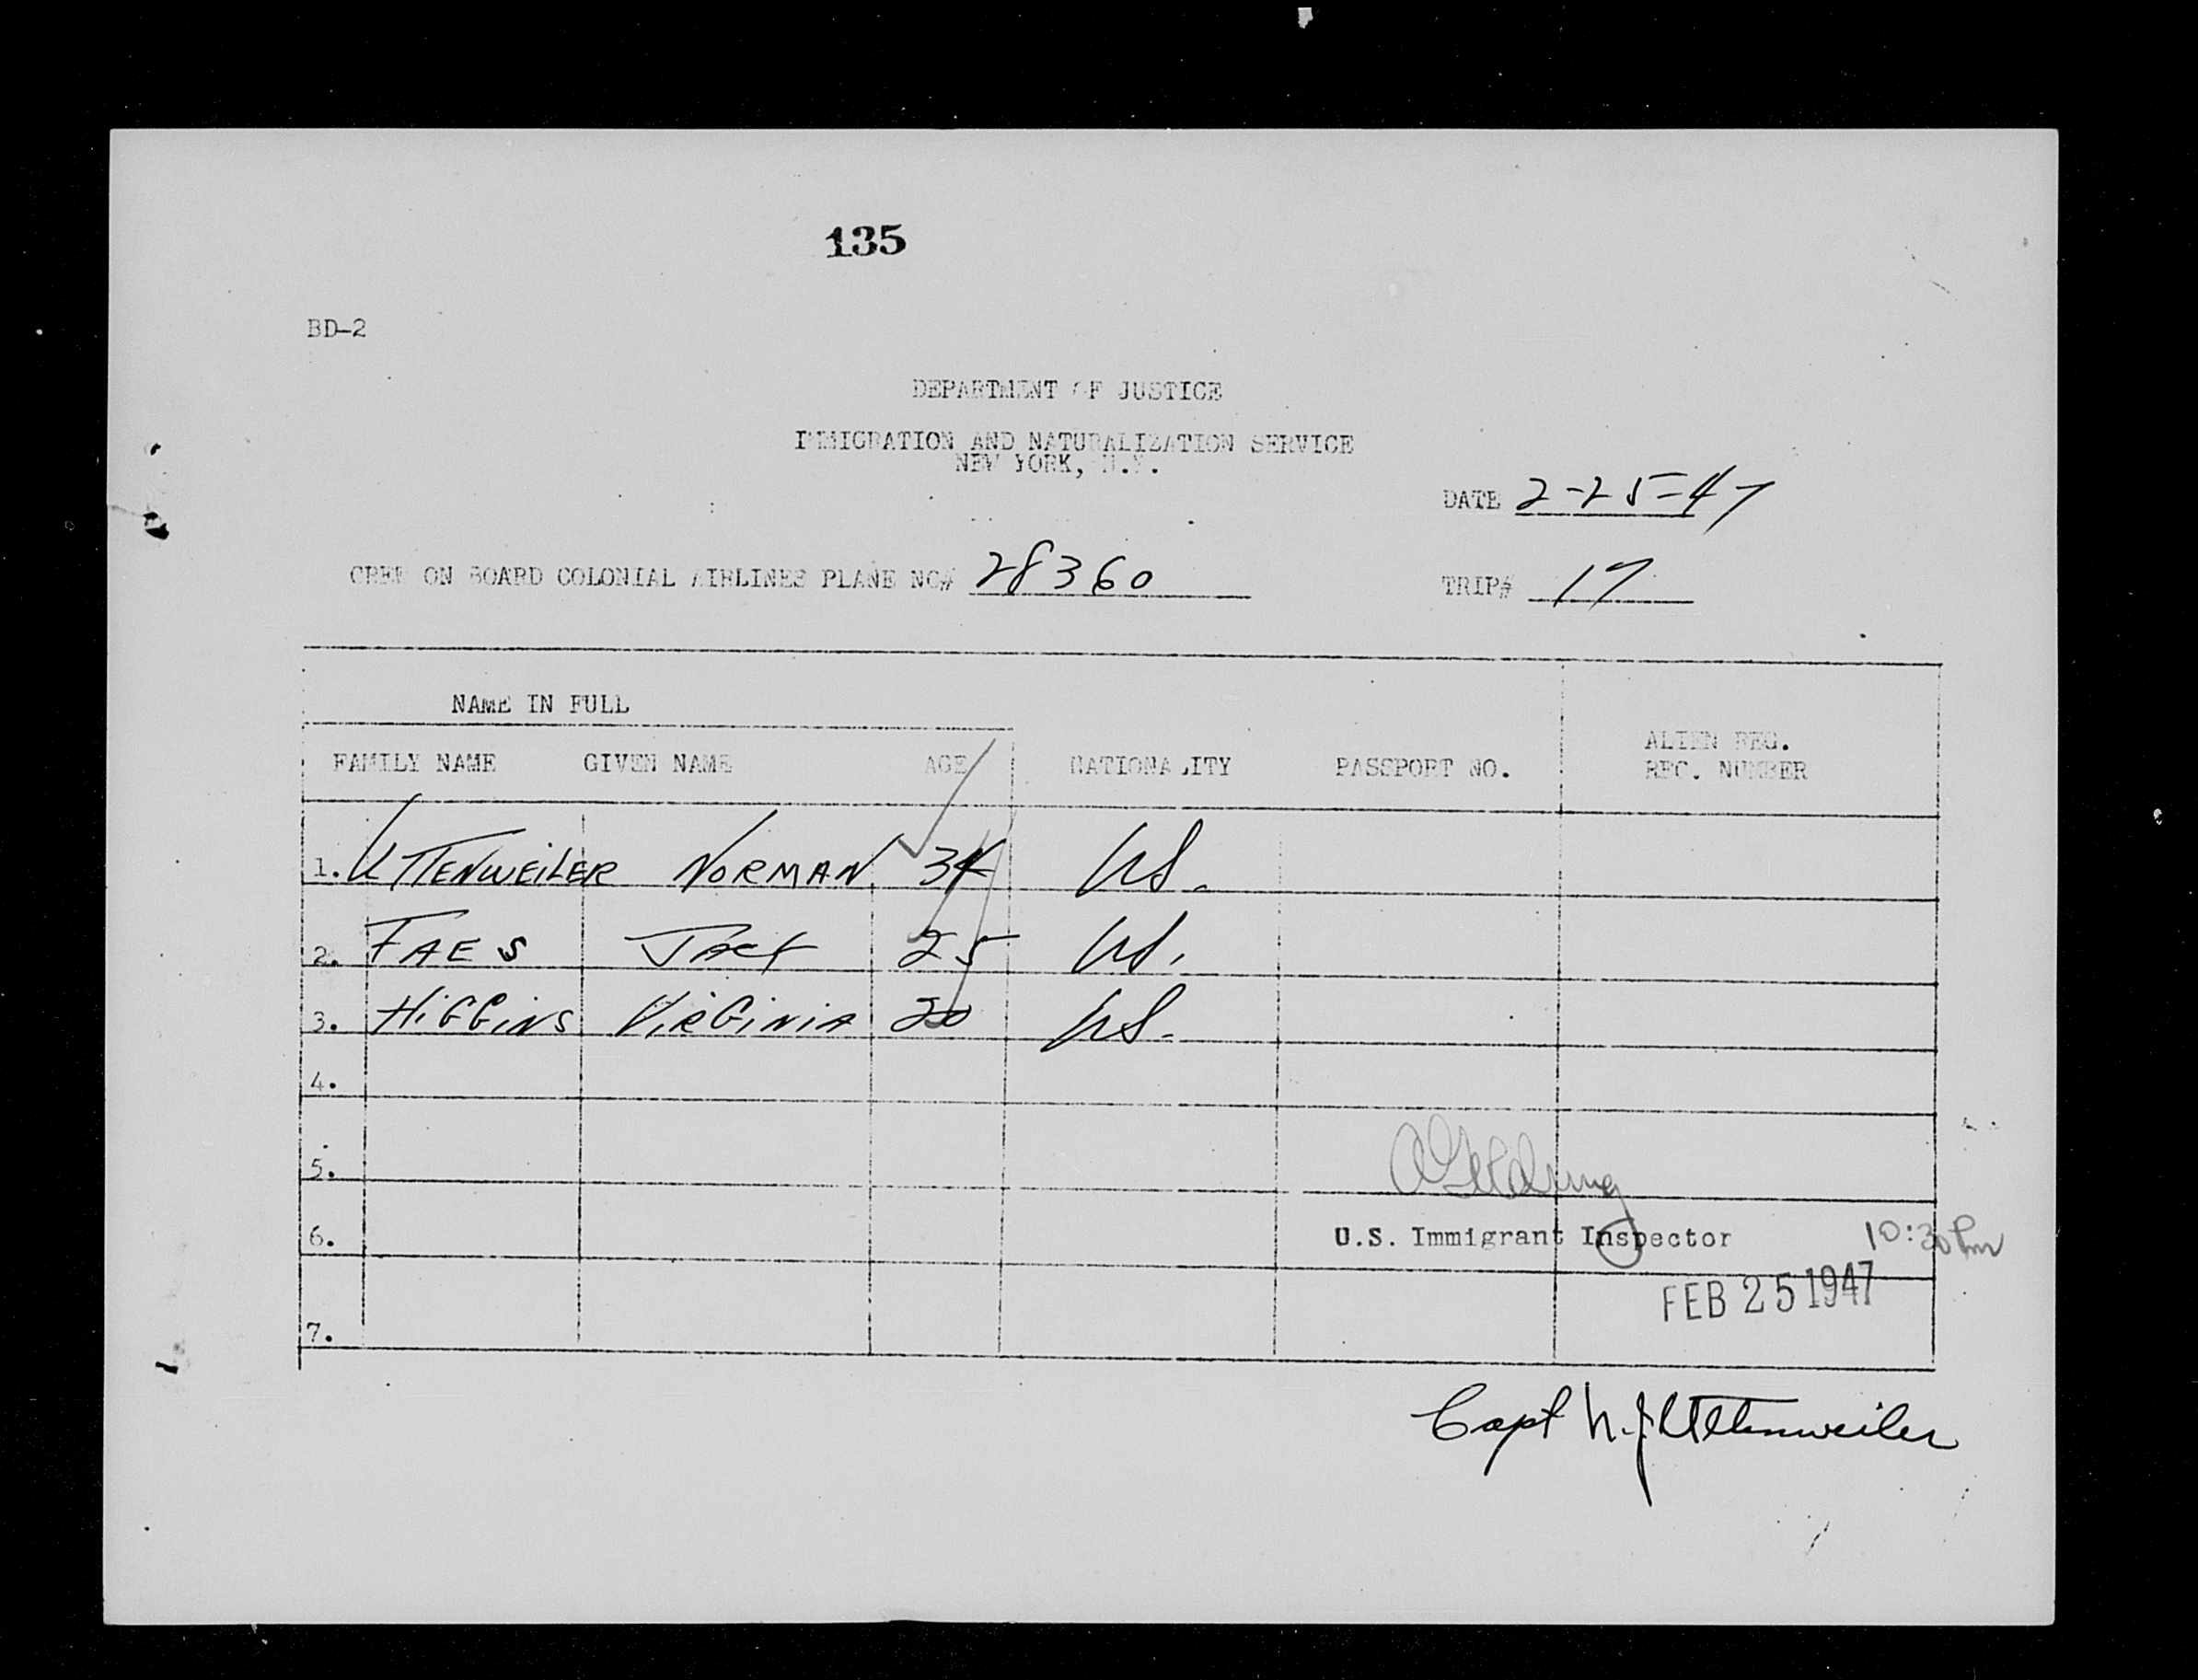 135
BD-2
DEPARTMENT OF JUSTICE
IMMIGRATION AND NATURALIZATION SERVICE
NEW YORK, N.Y.
DATE 2-25-47
CREW ON BOARD COLONIAL AIRLINES PLANE NO# 28360 TRIP# 17
NAME IN FULL
FAMILY NAME GIVEN NAME AGE NATIONALITY PASSPORT NO. ALIEN REG. REC. NUMBER
1. UTTENWEILER NORMAN 34 US.
2. FAES JACK 25 US.
3. HIGGINS VIRGINIA 20 US.
4.
5.
6. U.S. Immigrant Inspector 10:30 Pm
FEB 25 1947
7.
Capt N.J. Uttenweiler